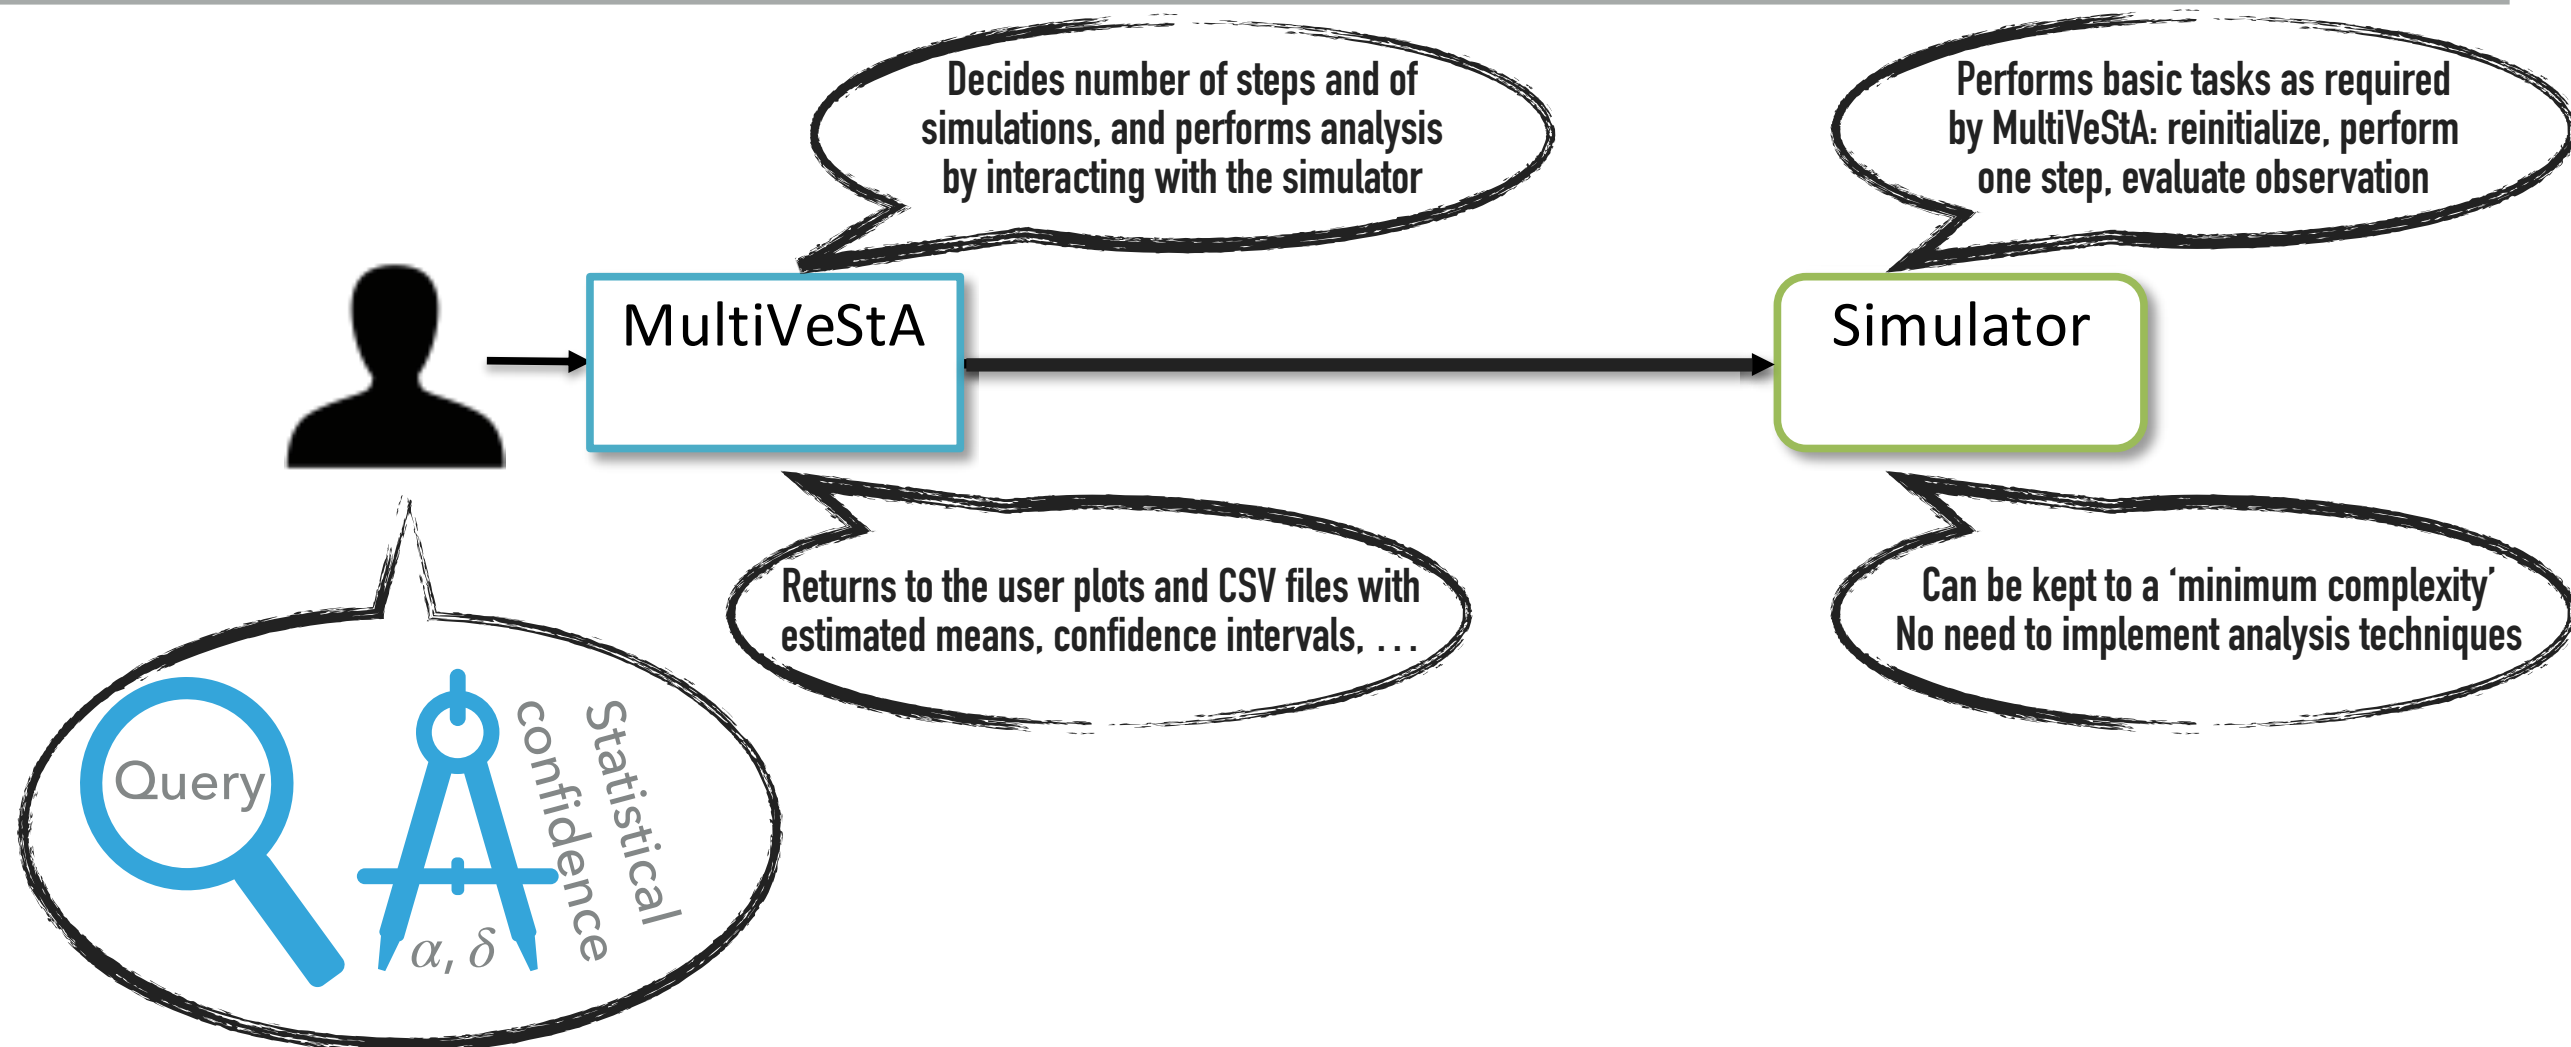 Decides number of steps and of
simulations, and performs analysis
by interacting with the simulator
Performs basic tasks as required
by MultiVeStA: reinitialize, perform
one step, evaluate observation
MultiVeStA
Simulator
Returns to the user plots and CSV files with
estimated means, confidence intervals, ...
Can be kept to a ‘minimum complexity’
No need to implement analysis techniques
Query
α, δ
Statistical
confidence